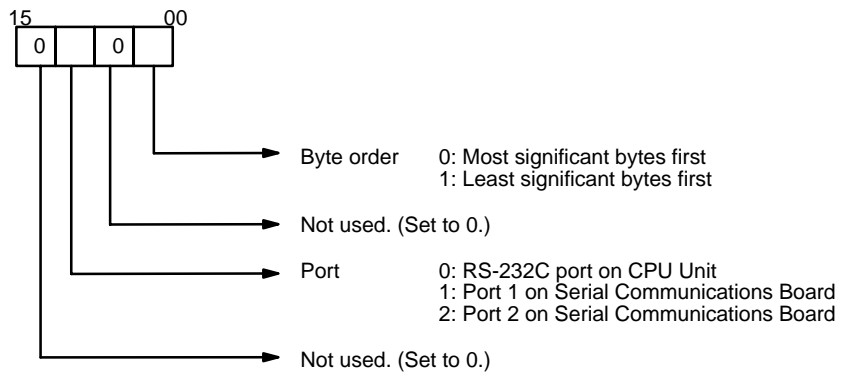 15 00
0 0
Byte order 0: Most significant bytes first
1: Least significant bytes first
Not used. (Set to 0.)
Port 0: RS-232C port on CPU Unit
1: Port 1 on Serial Communications Board
2: Port 2 on Serial Communications Board
Not used. (Set to 0.)